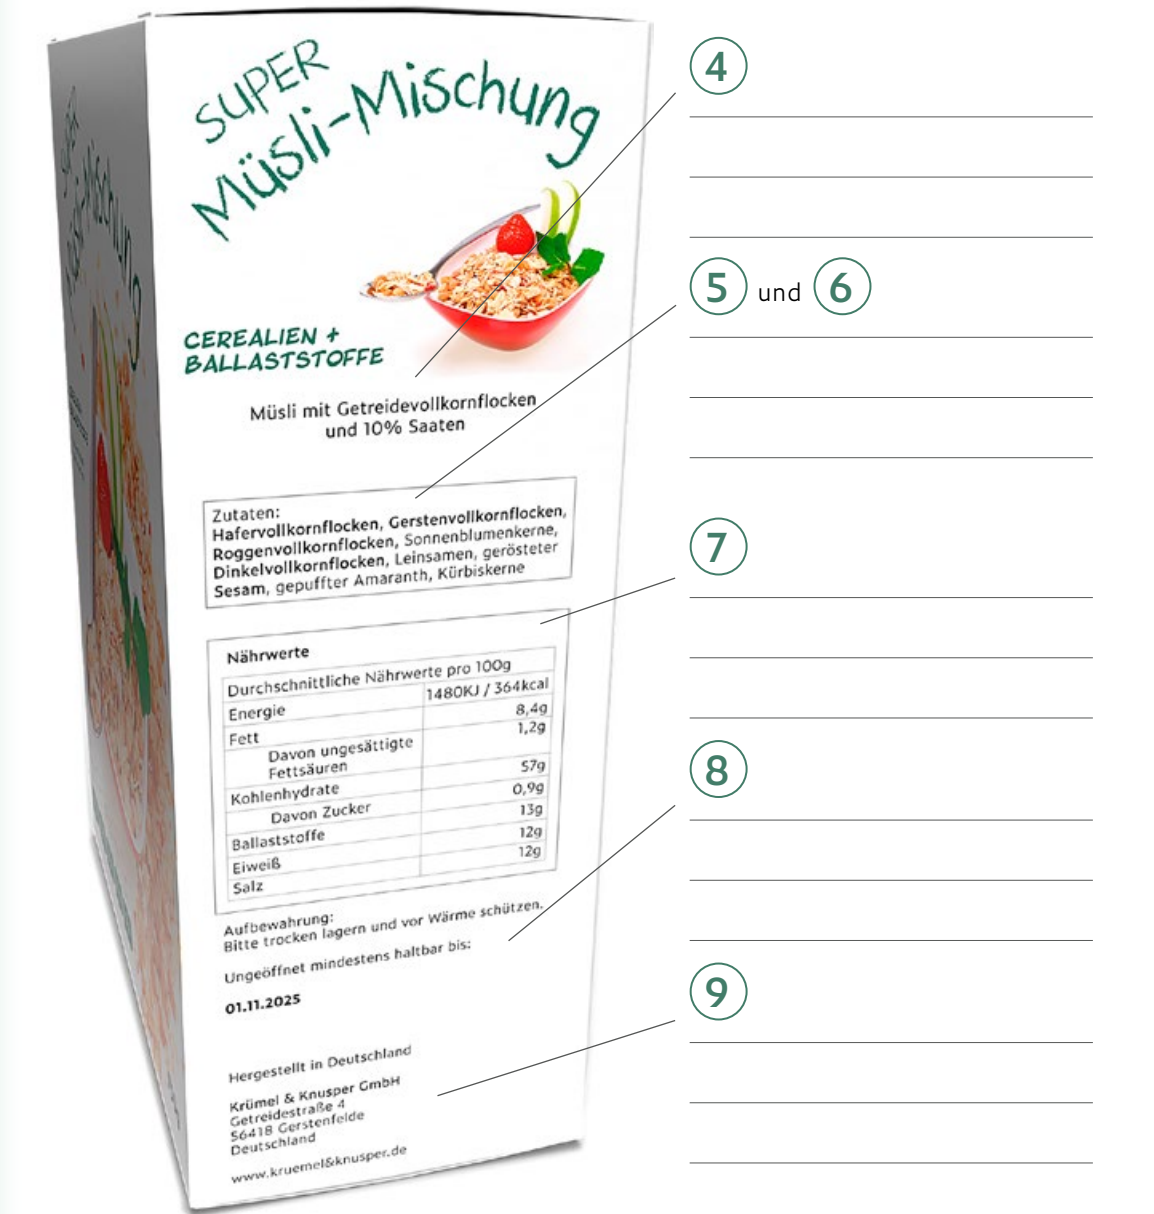 SUPER
Müsli-Mischung
CEREALIEN +
BALLASTSTOFFE
Müsli mit Getreidevollkornflocken
und 10% Saaten
Zutaten:
Hafervollkornflocken, Gerstenvollkornflocken,
Roggenvollkornflocken, Sonnenblumenkerne,
Dinkelvollkornflocken, Leinsamen, gerösteter
Sesam, gepuffter Amaranth, Kürbiskerne
Nährwerte
Durchschnittliche Nährwerte pro 100g
Energie 1480KJ / 364kcal
Fett 8,4g
Davon ungesättigte 1,2g
Fettsäuren
Kohlenhydrate 57g
Davon Zucker 0,9g
Ballaststoffe 13g
Eiweiß 12g
Salz 12g
Aufbewahrung:
Bitte trocken lagern und vor Wärme schützen.
Ungeöffnet mindestens haltbar bis:
01.11.2025
Hergestellt in Deutschland
Krümel & Knusper GmbH
Getreidestraße 4
56418 Gerstenfelde
Deutschland
www.kruemel&knusper.de
4
5 und 6
7
8
9